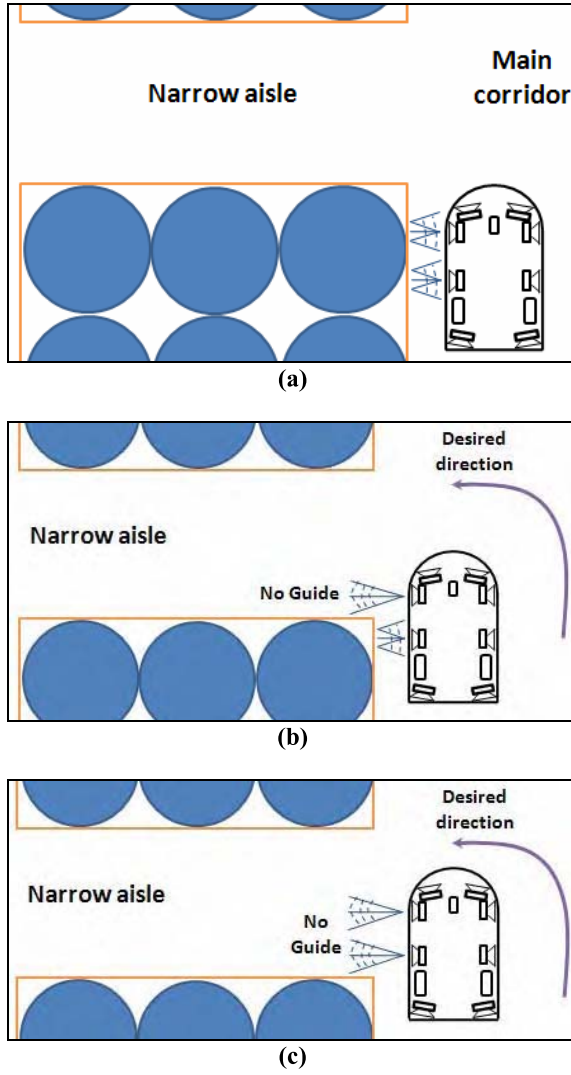 Main
Narrow aisle
corridor
(a)
Desired
direction
Narrow aisle
No Guide
(b)
Desired
direction
Narrow aisle
No
Guide
(c)